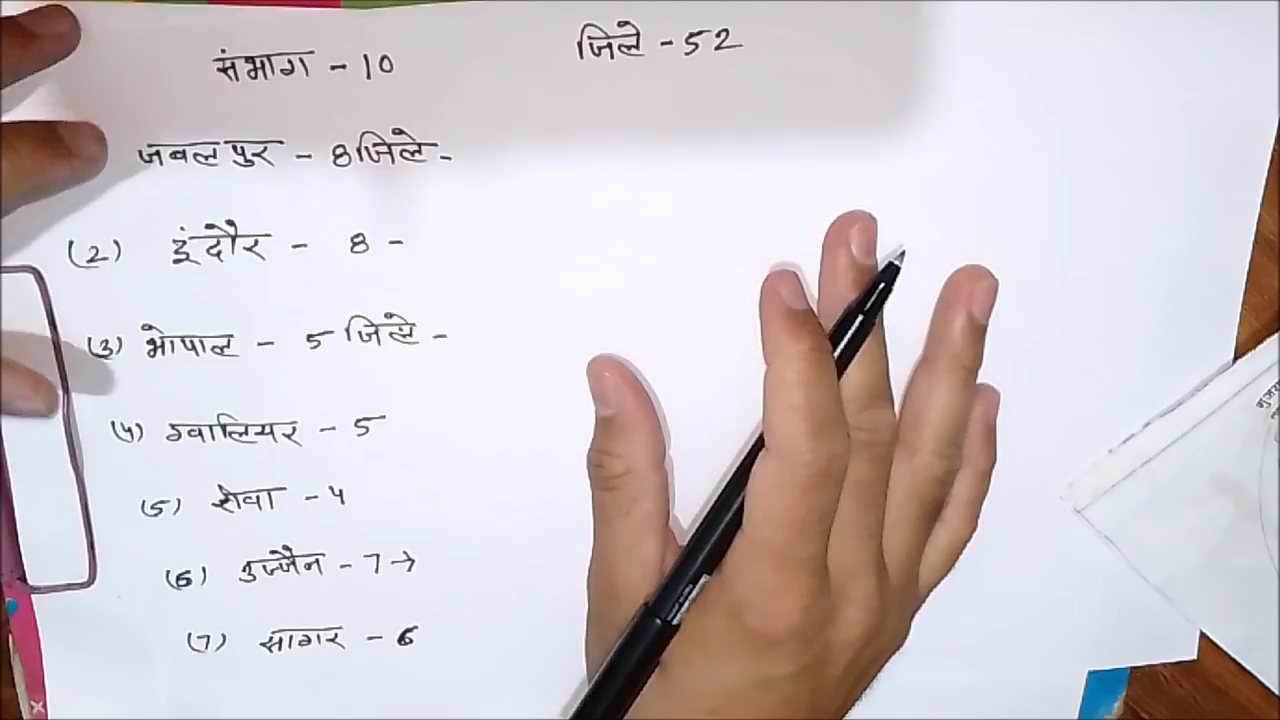 संभाग - 10 जिले - 52
जबलपुर - 8 जिले -
(2) इंदौर - 8 -
(3) भोपाल - 5 जिले -
(4) ग्वालियर - 5
(5) रीवा - 4
(6) उज्जैन - 7 →
(7) सागर - 6